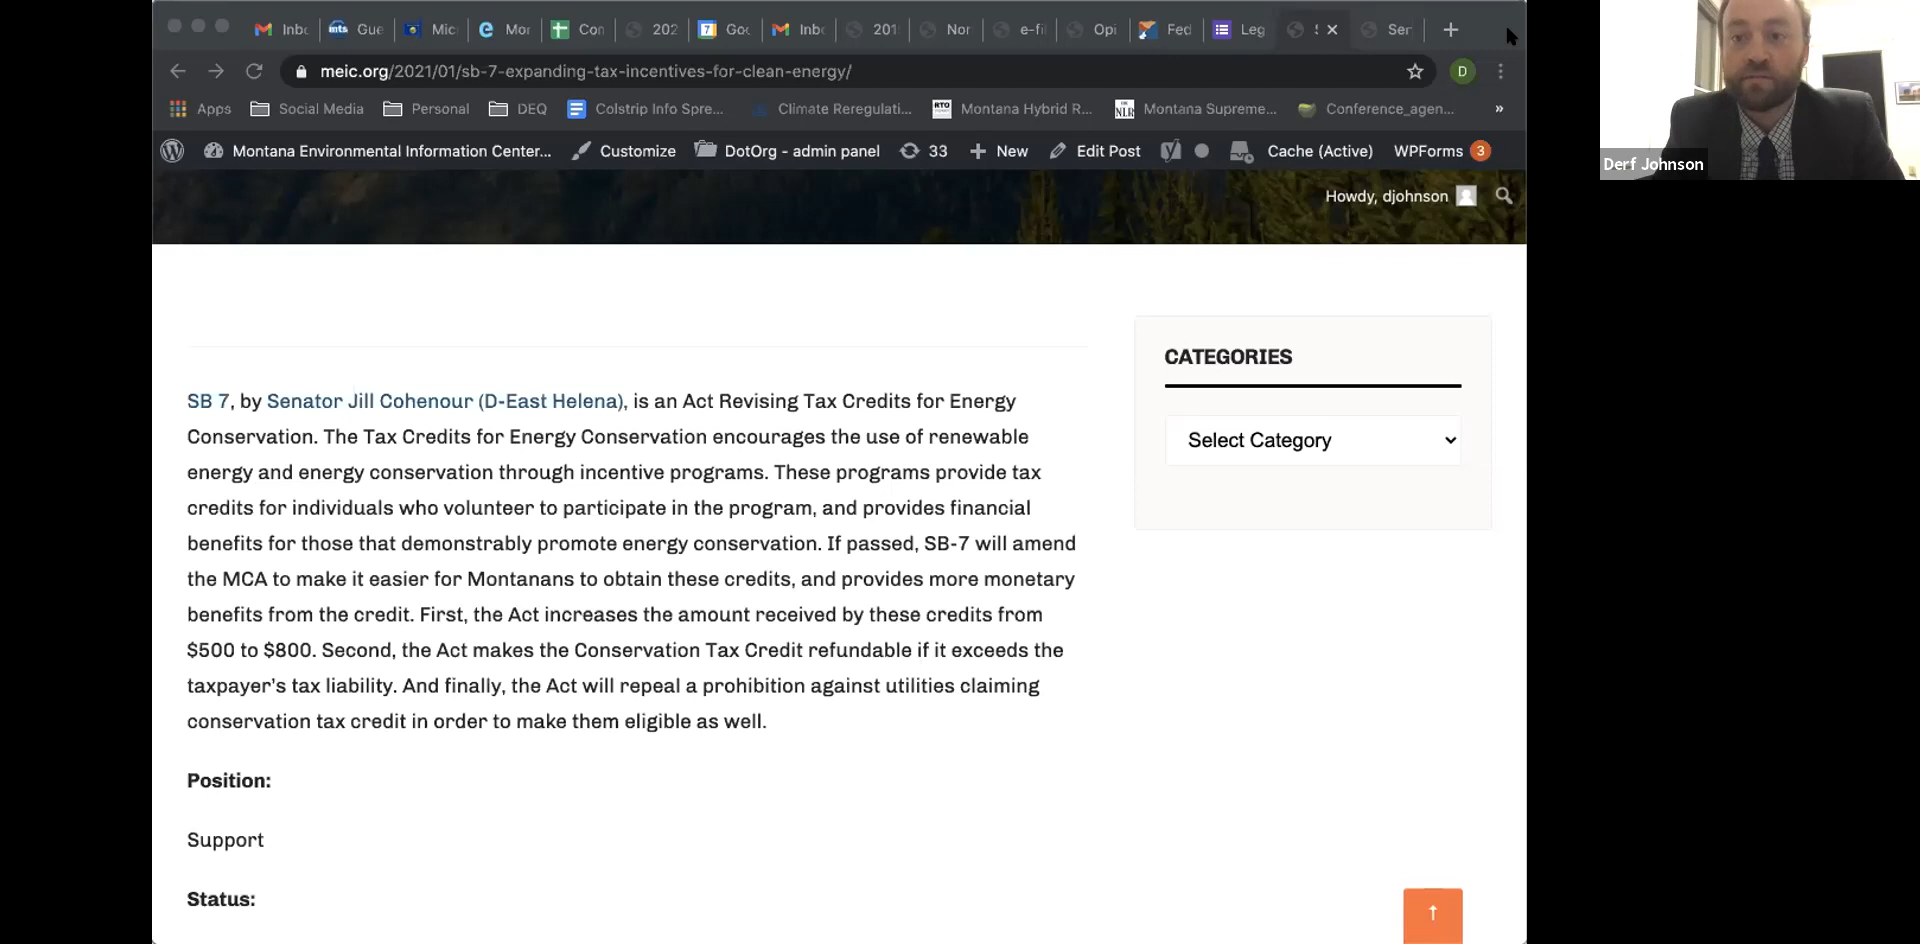 Inbo
mts Gue
Mic
Mor
Con
202
7 Goo
Inbo
201
Nor
e-fi
Opi
Fed
Leg
Ser
meic.org/2021/01/sb-7-expanding-tax-incentives-for-clean-energy/
D
Apps Social Media Personal DEQ Colstrip Info Spre... Climate Reregulati... RTO Montana Hybrid R... NLR Montana Supreme... Conference_agen... »
Montana Environmental Information Center... Customize DotOrg - admin panel 33 New Edit Post Cache (Active) WPForms 3
Howdy, djohnson
Derf Johnson
SB 7, by Senator Jill Cohenour (D-East Helena), is an Act Revising Tax Credits for Energy
Conservation. The Tax Credits for Energy Conservation encourages the use of renewable
energy and energy conservation through incentive programs. These programs provide tax
credits for individuals who volunteer to participate in the program, and provides financial
benefits for those that demonstrably promote energy conservation. If passed, SB-7 will amend
the MCA to make it easier for Montanans to obtain these credits, and provides more monetary
benefits from the credit. First, the Act increases the amount received by these credits from
$500 to $800. Second, the Act makes the Conservation Tax Credit refundable if it exceeds the
taxpayer’s tax liability. And finally, the Act will repeal a prohibition against utilities claiming
conservation tax credit in order to make them eligible as well.
Position:
Support
Status:
CATEGORIES
Select Category